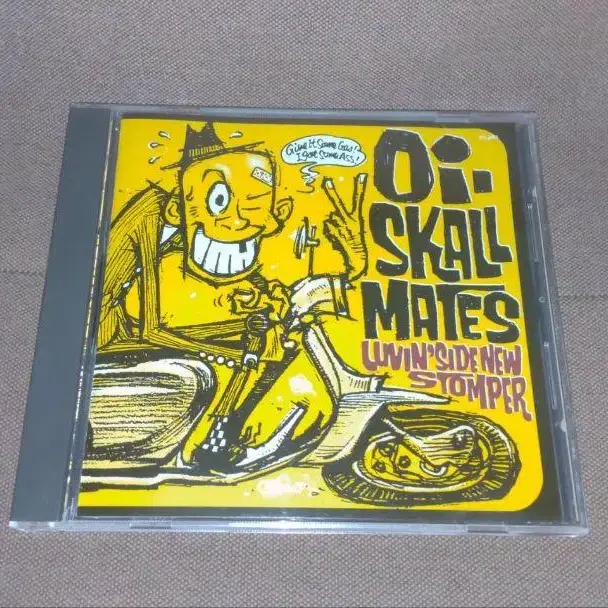 Give It Some Gas!?
I got Some Ass!
Oi-
SKALL
MATES
LUVIN' SIDE NEW
STOMPER